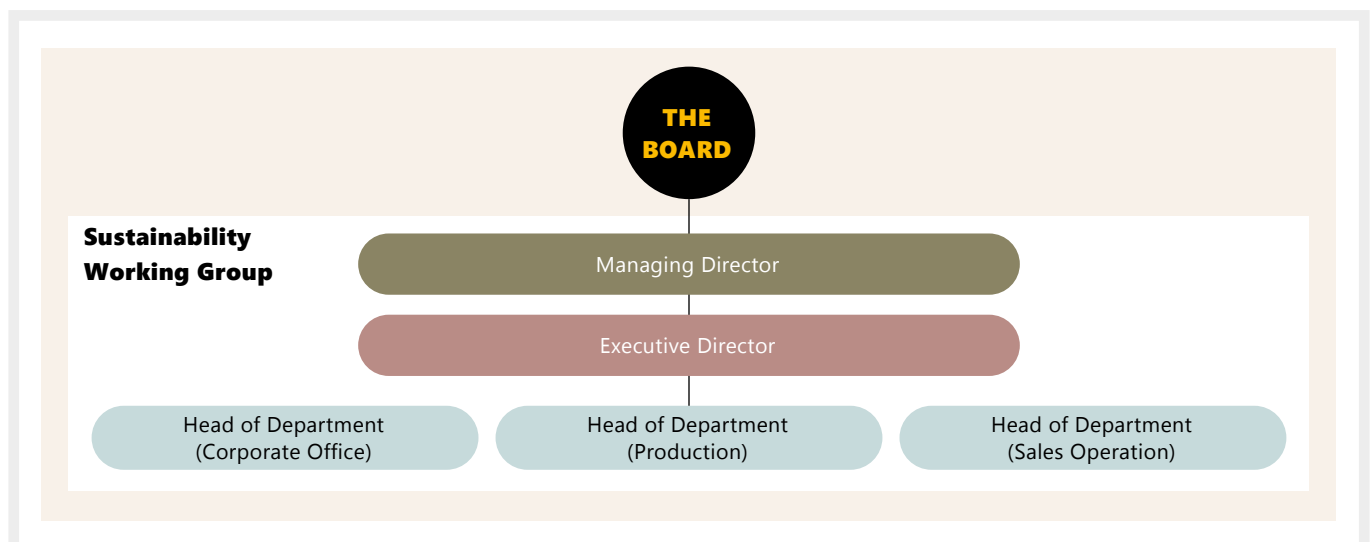 THE
BOARD
Sustainability
Working Group
Managing Director
Executive Director
Head of Department
(Corporate Office)
Head of Department
(Production)
Head of Department
(Sales Operation)